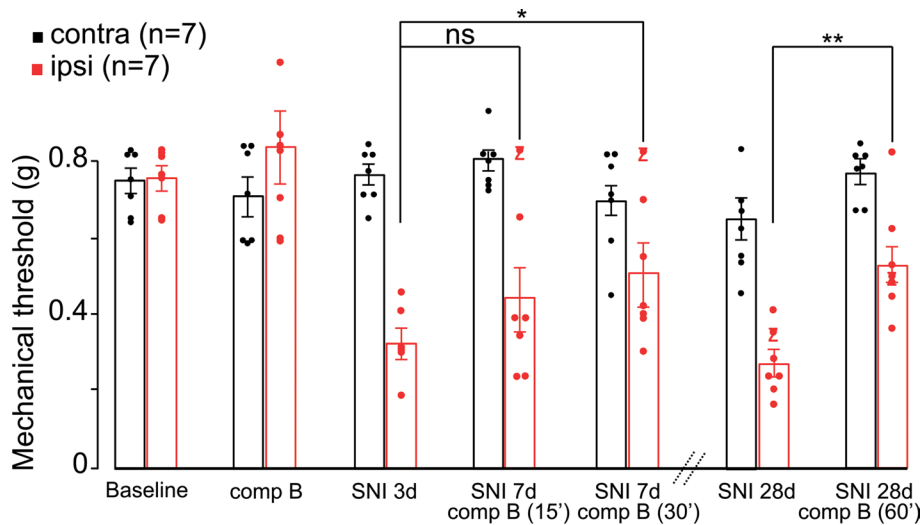 contra (n=7)
ipsi (n=7)
*
ns
**
Mechanical threshold (g)
0.8
0.4
0
Baseline
comp B
SNI 3d
SNI 7d
comp B (15’)
SNI 7d
comp B (30’)
SNI 28d
SNI 28d
comp B (60’)